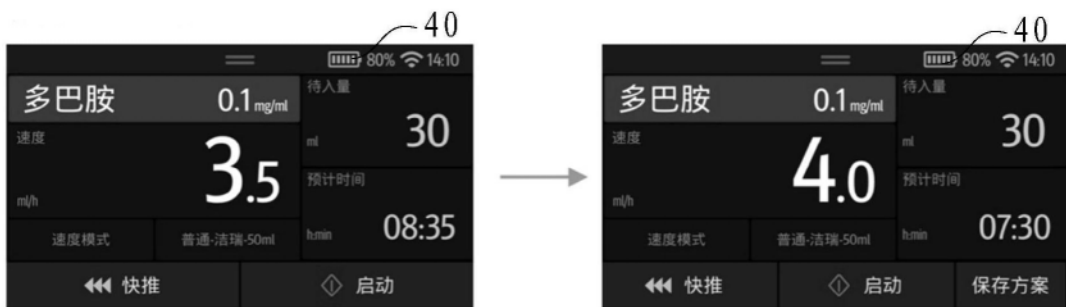 40
80% 14:10
多巴胺 0.1 mg/ml
待入量
30
ml
速度
3.5
ml/h
预计时间
08:35
h:min
速度模式 普通-洁瑞-50ml
快推 启动
40
80% 14:10
多巴胺 0.1 mg/ml
待入量
30
ml
速度
4.0
ml/h
预计时间
07:30
h:min
速度模式 普通-洁瑞-50ml
快推 启动 保存方案